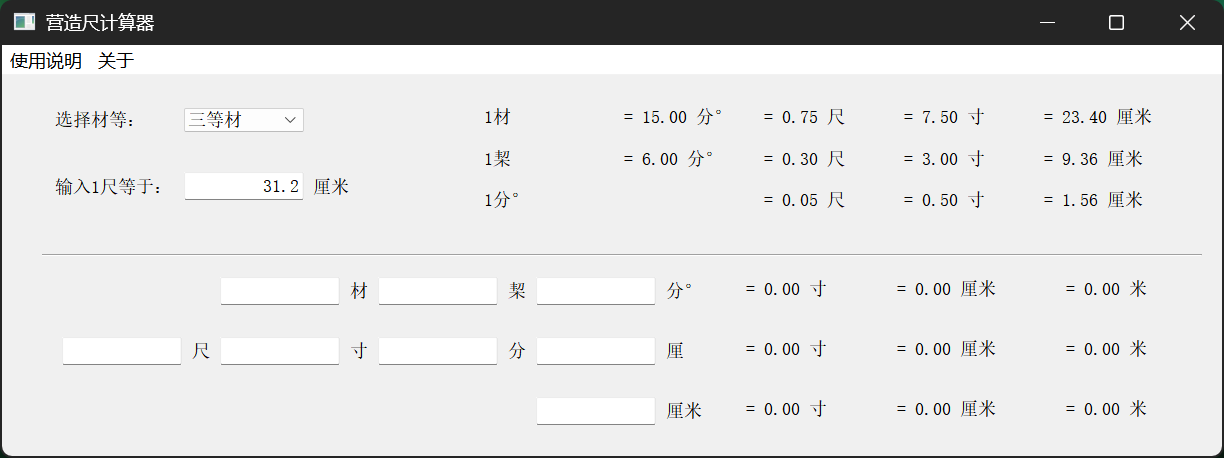 营造尺计算器
使用说明 关于
选择材等： 三等材
输入1尺等于： 31.2 厘米
1材 = 15.00 分° = 0.75 尺 = 7.50 寸 = 23.40 厘米
1栔 = 6.00 分° = 0.30 尺 = 3.00 寸 = 9.36 厘米
1分° = 0.05 尺 = 0.50 寸 = 1.56 厘米
材 栔 分° = 0.00 寸 = 0.00 厘米 = 0.00 米
尺 寸 分 厘 = 0.00 寸 = 0.00 厘米 = 0.00 米
厘米 = 0.00 寸 = 0.00 厘米 = 0.00 米